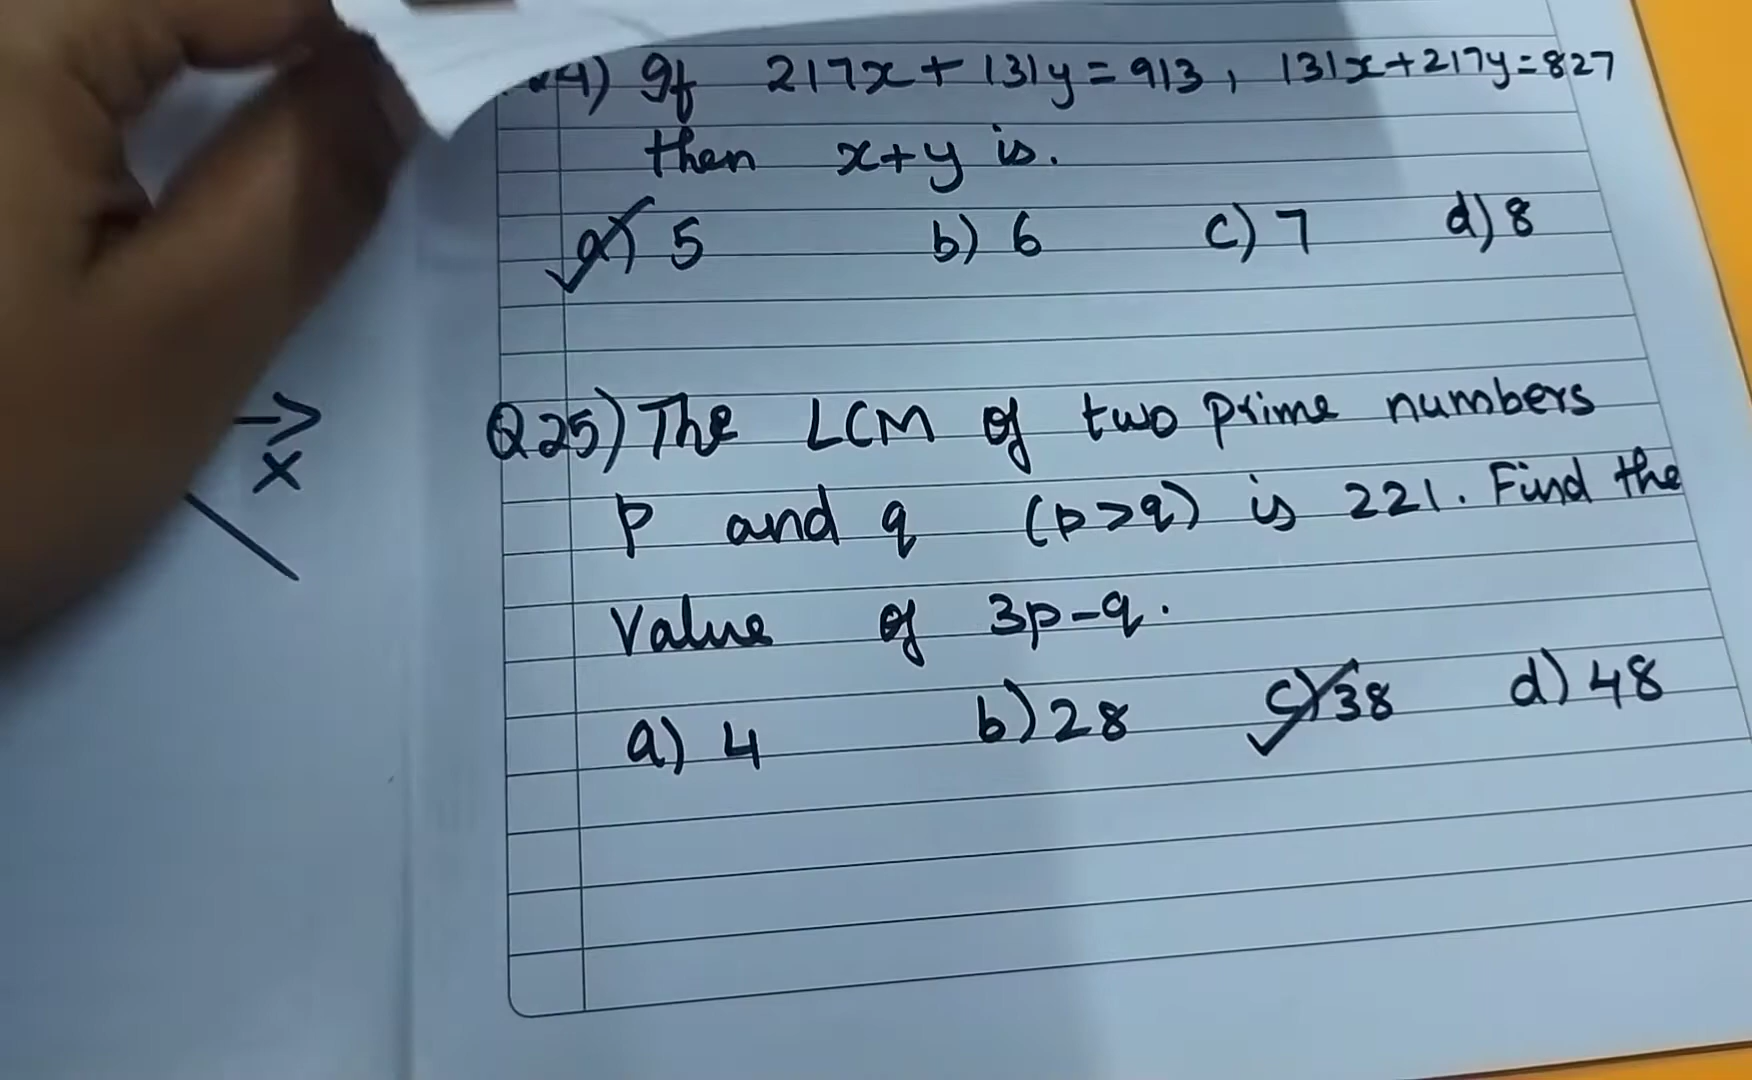 24) If 217x + 131y = 913, 131x + 217y = 827
then x+y is.
a) 5 b) 6 c) 7 d) 8
Q25) The LCM of two prime numbers
p and q (p>q) is 221. Find the
Value of 3p-q.
a) 4 b) 28 c) 38 d) 48
x